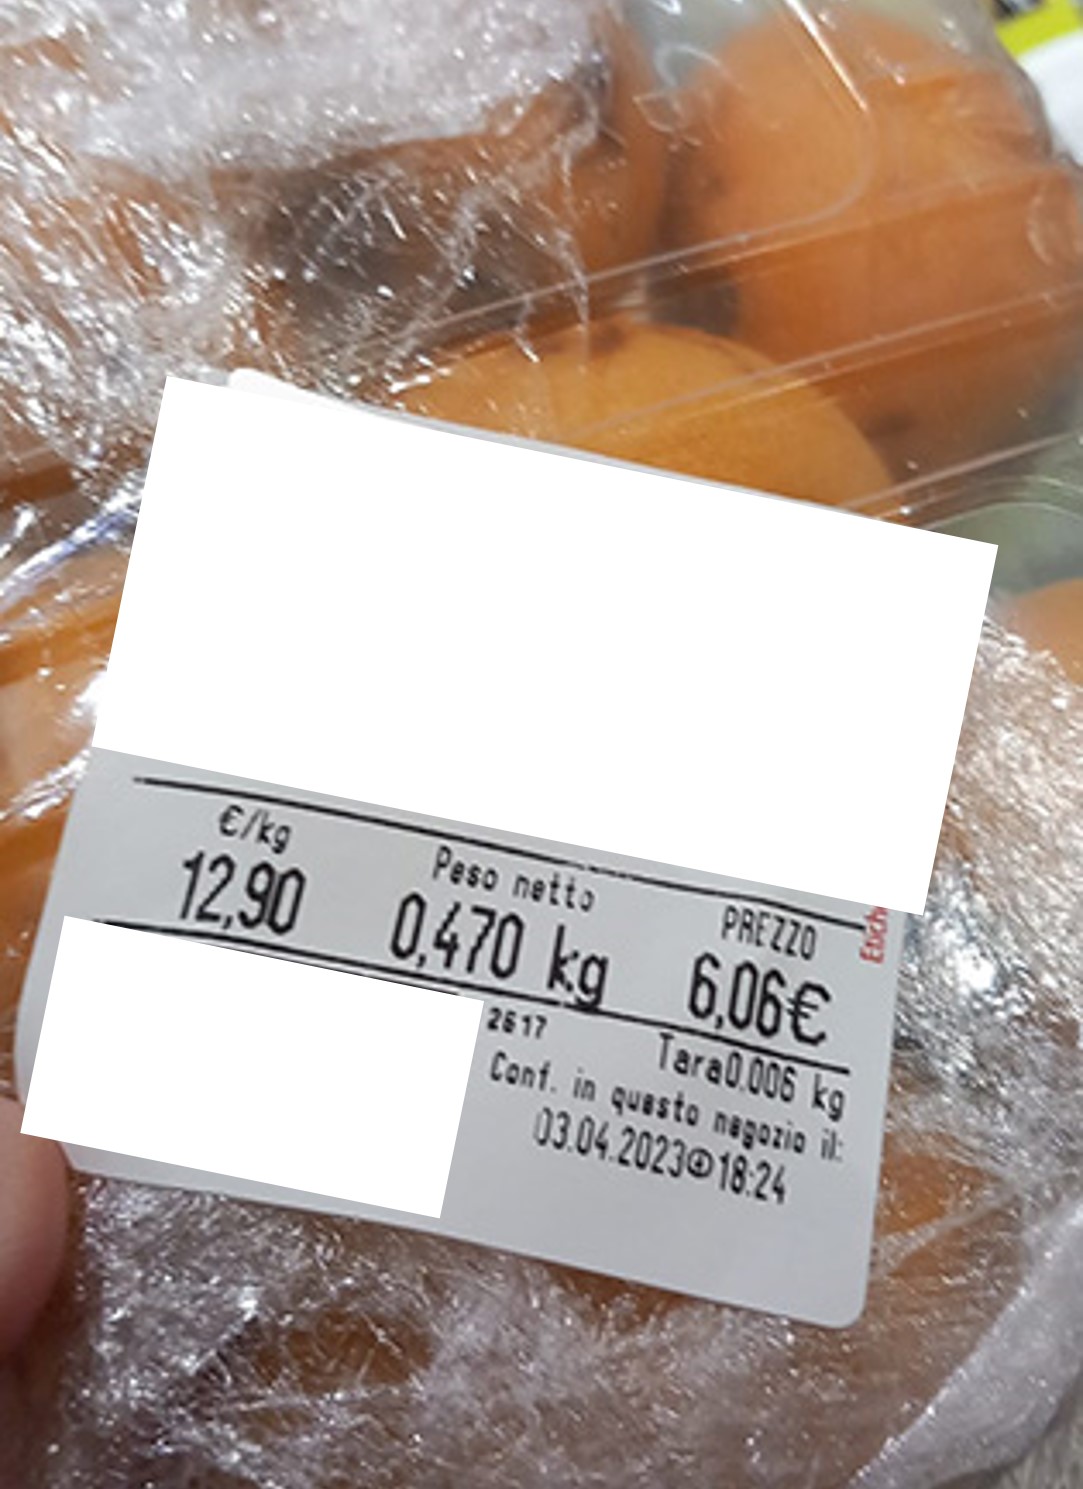 €/kg Peso netto PREZZO
12,90 0,470 kg 6,06€
2617 Tara0.006 kg
Conf. in questo negozio il:
03.04.2023 18:24